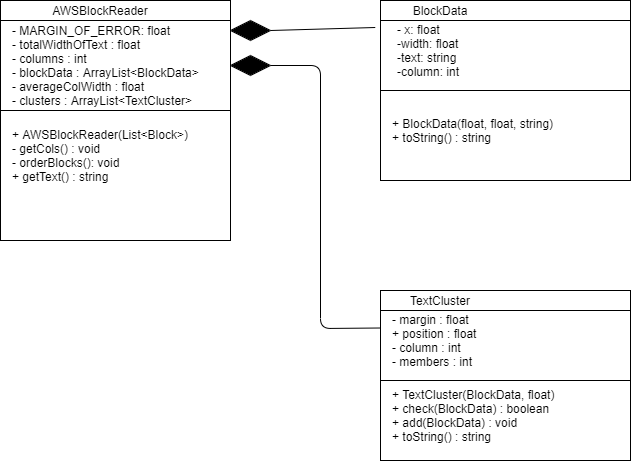 AWSBlockReader
- MARGIN_OF_ERROR: float
- totalWidthOfText : float
- columns : int
- blockData : ArrayList<BlockData>
- averageColWidth : float
- clusters : ArrayList<TextCluster>
+ AWSBlockReader(List<Block>)
- getCols() : void
- orderBlocks(): void
+ getText() : string
BlockData
- x: float
-width: float
-text: string
-column: int
+ BlockData(float, float, string)
+ toString() : string
TextCluster
- margin : float
+ position : float
- column : int
- members : int
+ TextCluster(BlockData, float)
+ check(BlockData) : boolean
+ add(BlockData) : void
+ toString() : string